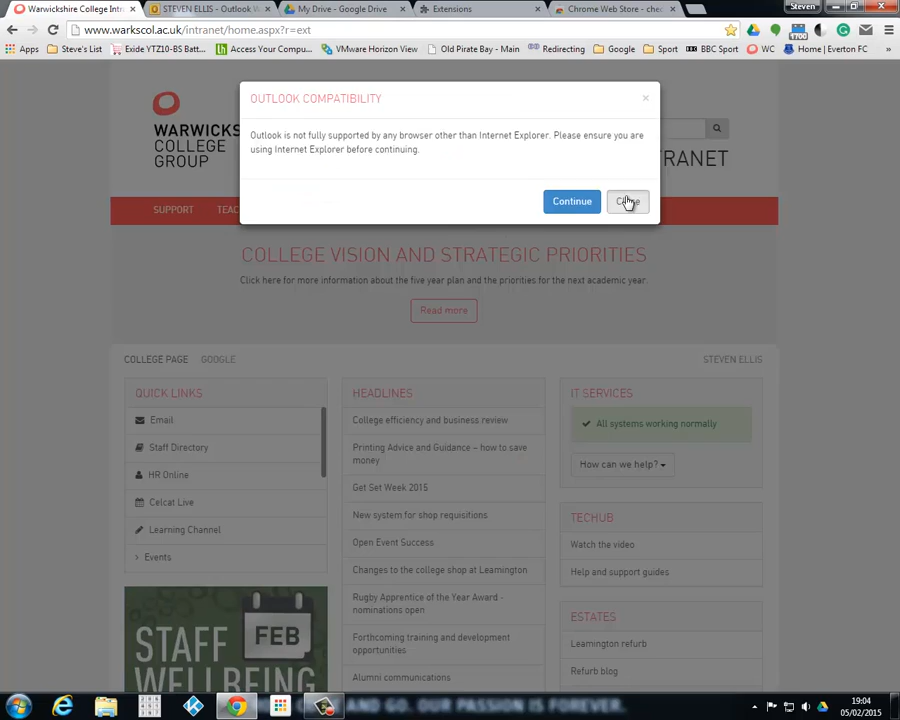 Steven
Warwickshire College Intr
STEVEN ELLIS - Outlook W
My Drive - Google Drive
Extensions
Chrome Web Store - chec
www.warkscol.ac.uk/intranet/home.aspx?r=ext
Apps Steve's List Exide YTZ10-BS Batt... Access Your Compu... VMware Horizon View Old Pirate Bay - Main Redirecting Google Sport BBC Sport WC Home | Everton FC »
OUTLOOK COMPATIBILITY ×
Outlook is not fully supported by any browser other than Internet Explorer. Please ensure you are
using Internet Explorer before continuing.
Continue
WARWICKS
COLLEGE
GROUP
TRANET
SUPPORT TEAC
COLLEGE VISION AND STRATEGIC PRIORITIES
Click here for more information about the five year plan and the priorities for the next academic year.
Read more
COLLEGE PAGE GOOGLE STEVEN ELLIS
QUICK LINKS
Email
Staff Directory
HR Online
Celcat Live
Learning Channel
Events
STAFF
WELLBEING
FEB
HEADLINES
College efficiency and business review
Printing Advice and Guidance – how to save
money
Get Set Week 2015
New system for shop requisitions
Open Event Success
Changes to the college shop at Leamington
Rugby Apprentice of the Year Award -
nominations open
Forthcoming training and development
opportunities
Alumni communications
IT SERVICES
All systems working normally
How can we help?
TECHUB
Watch the video
Help and support guides
ESTATES
Leamington refurb
Refurb blog
AND GO. OUR PASSION IS FOREVER.
19:04
05/02/2015